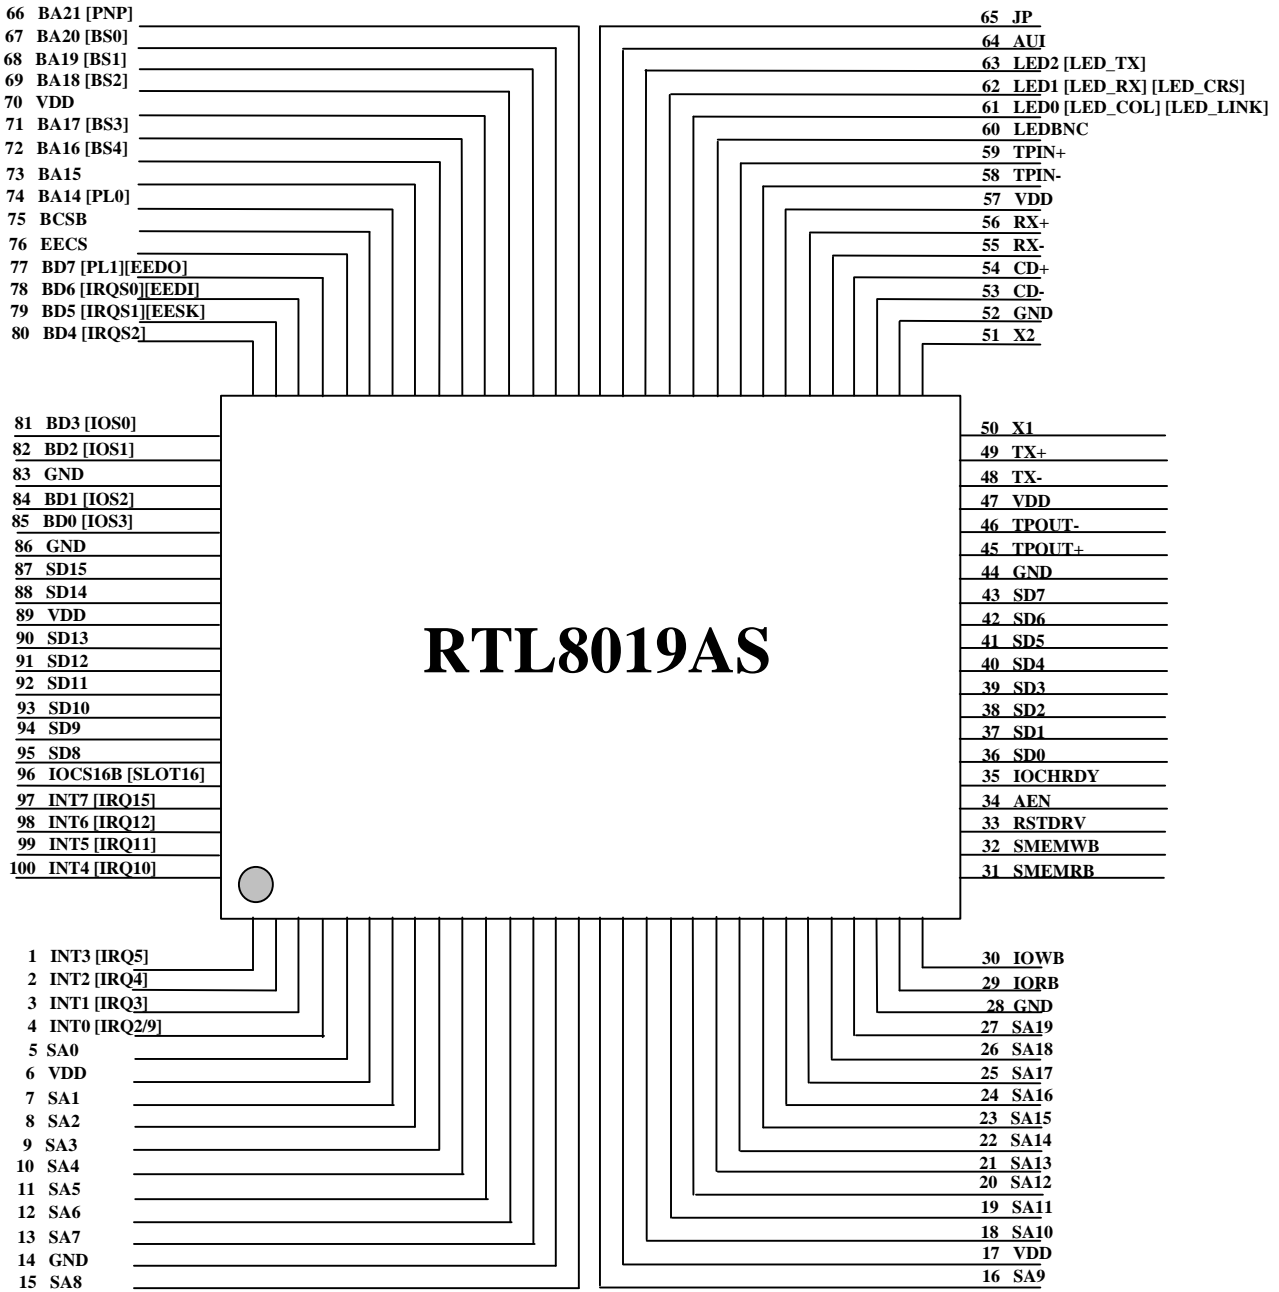 66 BA21 [PNP]
67 BA20 [BS0]
68 BA19 [BS1]
69 BA18 [BS2]
70 VDD
71 BA17 [BS3]
72 BA16 [BS4]
73 BA15
74 BA14 [PL0]
75 BCSB
76 EECS
77 BD7 [PL1][EEDO]
78 BD6 [IRQS0][EEDI]
79 BD5 [IRQS1][EESK]
80 BD4 [IRQS2]
65 JP
64 AUI
63 LED2 [LED_TX]
62 LED1 [LED_RX] [LED_CRS]
61 LED0 [LED_COL] [LED_LINK]
60 LEDBNC
59 TPIN+
58 TPIN-
57 VDD
56 RX+
55 RX-
54 CD+
53 CD-
52 GND
51 X2
81 BD3 [IOS0]
82 BD2 [IOS1]
83 GND
84 BD1 [IOS2]
85 BD0 [IOS3]
86 GND
87 SD15
88 SD14
89 VDD
90 SD13
91 SD12
92 SD11
93 SD10
94 SD9
95 SD8
96 IOCS16B [SLOT16]
97 INT7 [IRQ15]
98 INT6 [IRQ12]
99 INT5 [IRQ11]
100 INT4 [IRQ10]
RTL8019AS
50 X1
49 TX+
48 TX-
47 VDD
46 TPOUT-
45 TPOUT+
44 GND
43 SD7
42 SD6
41 SD5
40 SD4
39 SD3
38 SD2
37 SD1
36 SD0
35 IOCHRDY
34 AEN
33 RSTDRV
32 SMEMWB
31 SMEMRB
1 INT3 [IRQ5]
2 INT2 [IRQ4]
3 INT1 [IRQ3]
4 INT0 [IRQ2/9]
5 SA0
6 VDD
7 SA1
8 SA2
9 SA3
10 SA4
11 SA5
12 SA6
13 SA7
14 GND
15 SA8
30 IOWB
29 IORB
28 GND
27 SA19
26 SA18
25 SA17
24 SA16
23 SA15
22 SA14
21 SA13
20 SA12
19 SA11
18 SA10
17 VDD
16 SA9